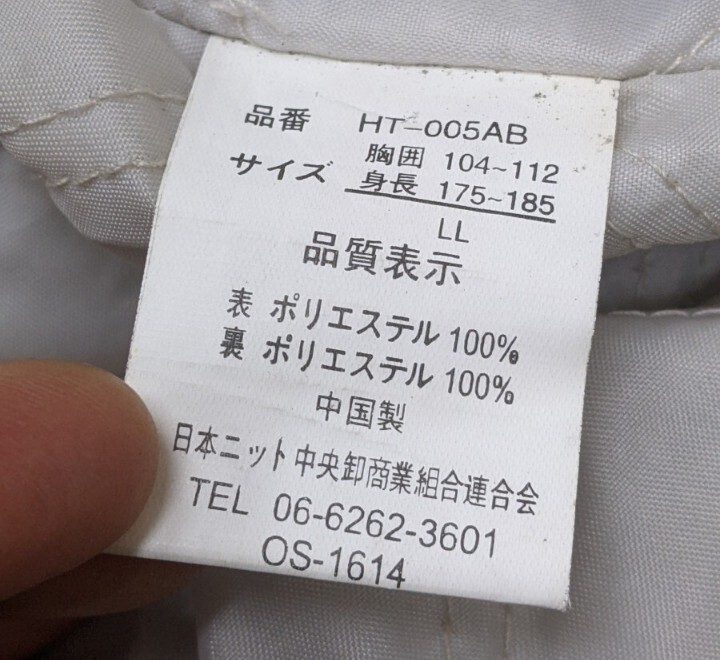 品番 HT-005AB
サイズ 胸囲 104~112
身長 175~185
LL
品質表示
表 ポリエステル 100%
裏 ポリエステル 100%
中国製
日本ニット中央卸商業組合連合会
TEL 06-6262-3601
OS-1614